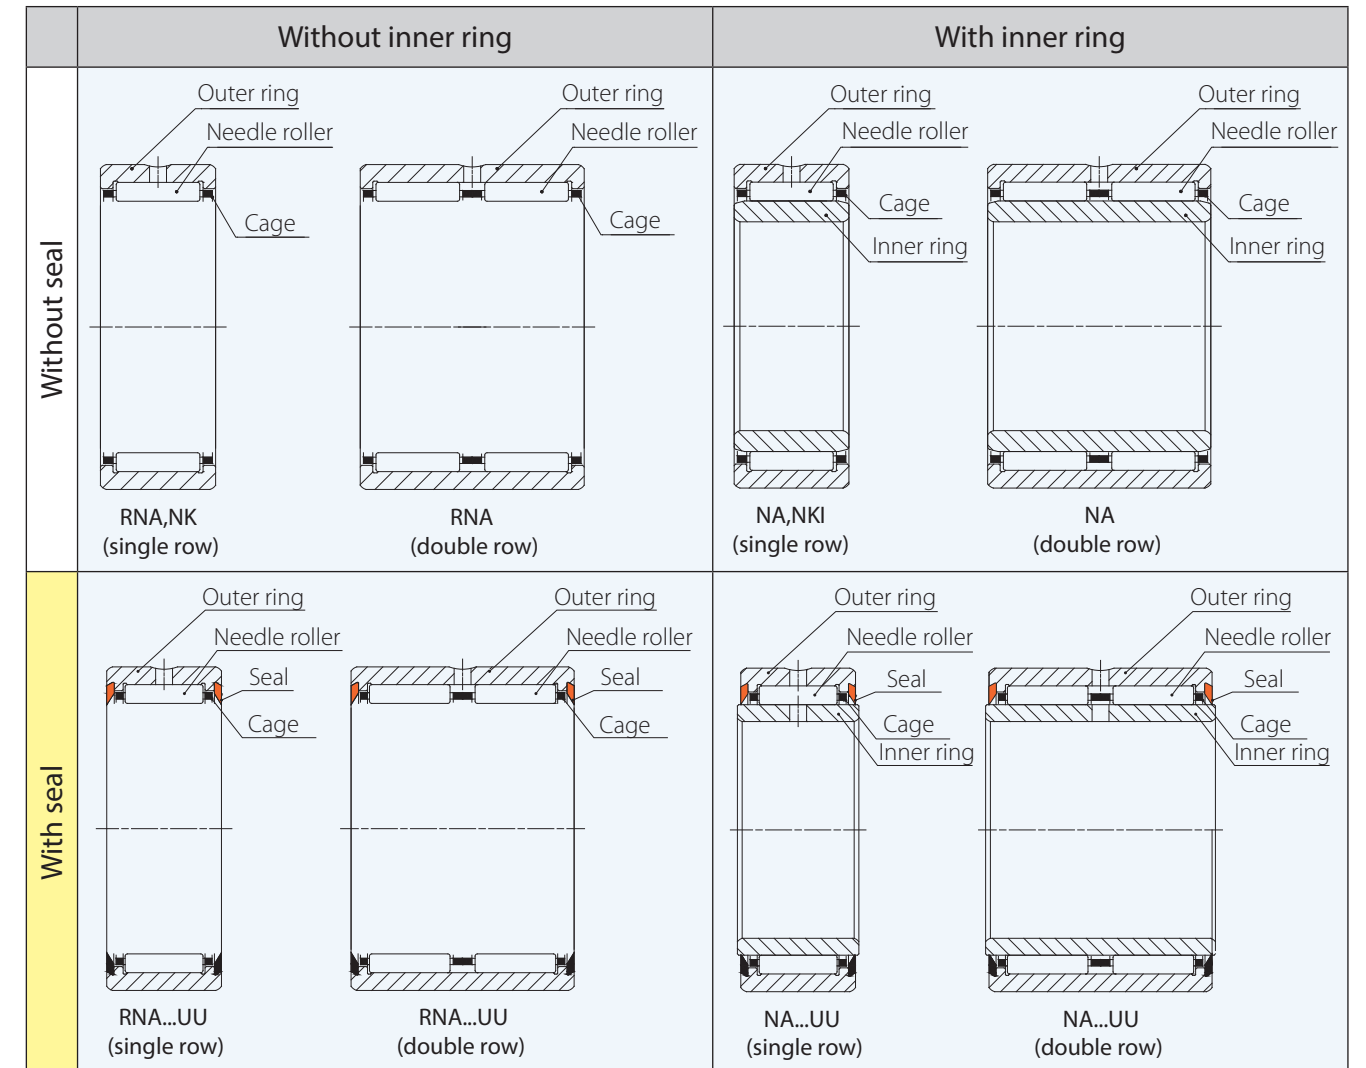 Without inner ring
With inner ring
Without seal
Outer ring
Needle roller
Cage
RNA,NK
(single row)
Outer ring
Needle roller
Cage
RNA
(double row)
Outer ring
Needle roller
Cage
Inner ring
NA,NKI
(single row)
Outer ring
Needle roller
Cage
Inner ring
NA
(double row)
With seal
Outer ring
Needle roller
Seal
Cage
RNA...UU
(single row)
Outer ring
Needle roller
Seal
Cage
RNA...UU
(double row)
Outer ring
Needle roller
Seal
Cage
Inner ring
NA...UU
(single row)
Outer ring
Needle roller
Seal
Cage
Inner ring
NA...UU
(double row)